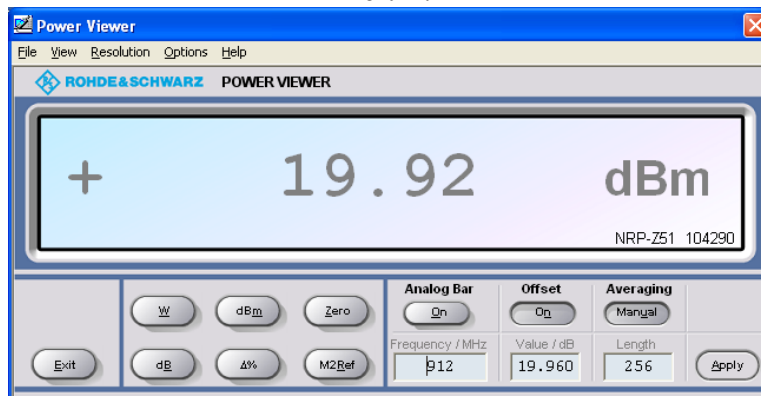 Power Viewer
File View Resolution Options Help
ROHDE&SCHWARZ POWER VIEWER
+ 19.92 dBm
NRP-Z51 104290
Analog Bar Offset Averaging
W dBm Zero On On Manual
Frequency / MHz Value / dB Length
Exit dB Δ% M2Ref 912 19.960 256 Apply